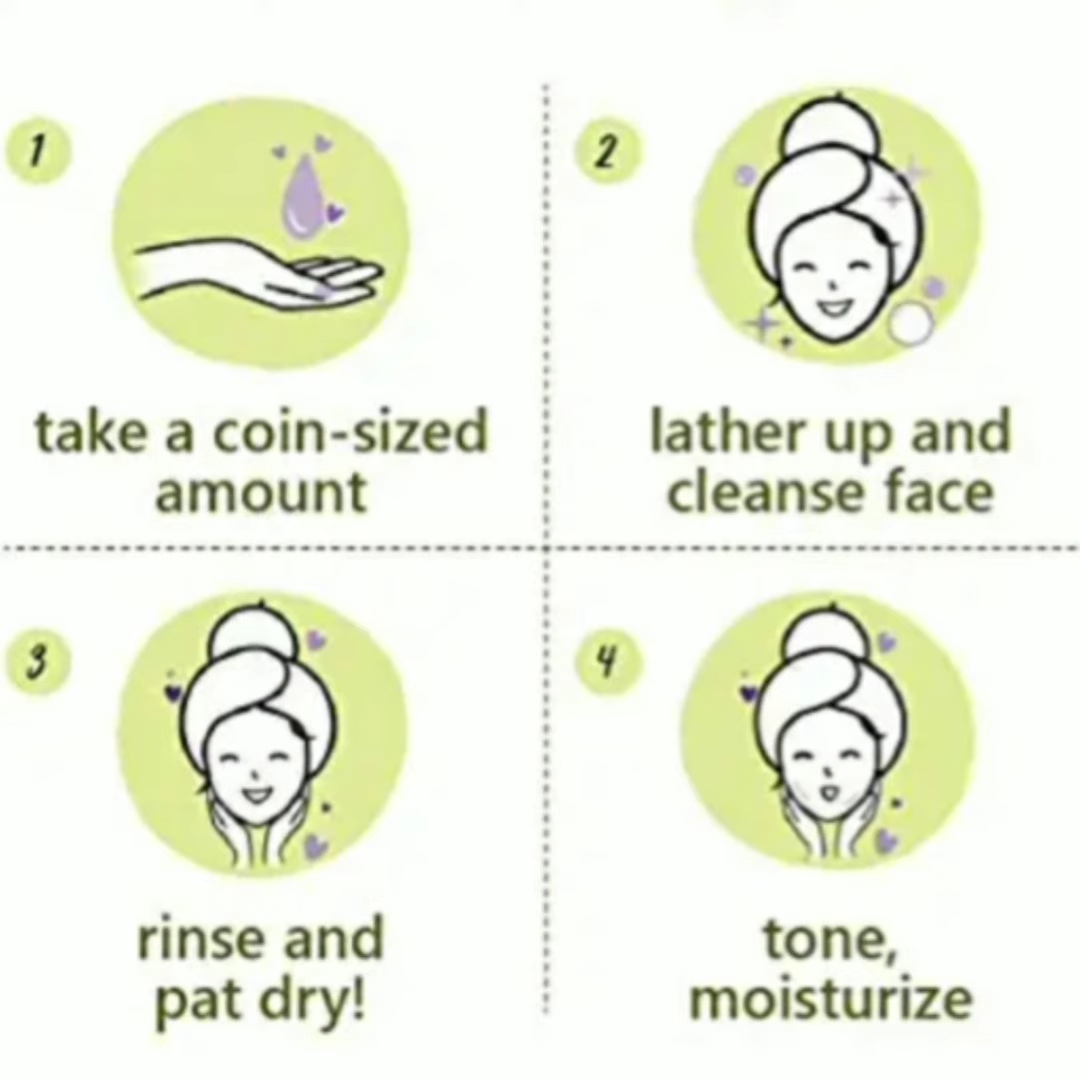 1
take a coin-sized
amount
2
lather up and
cleanse face
3
rinse and
pat dry!
4
tone,
moisturize